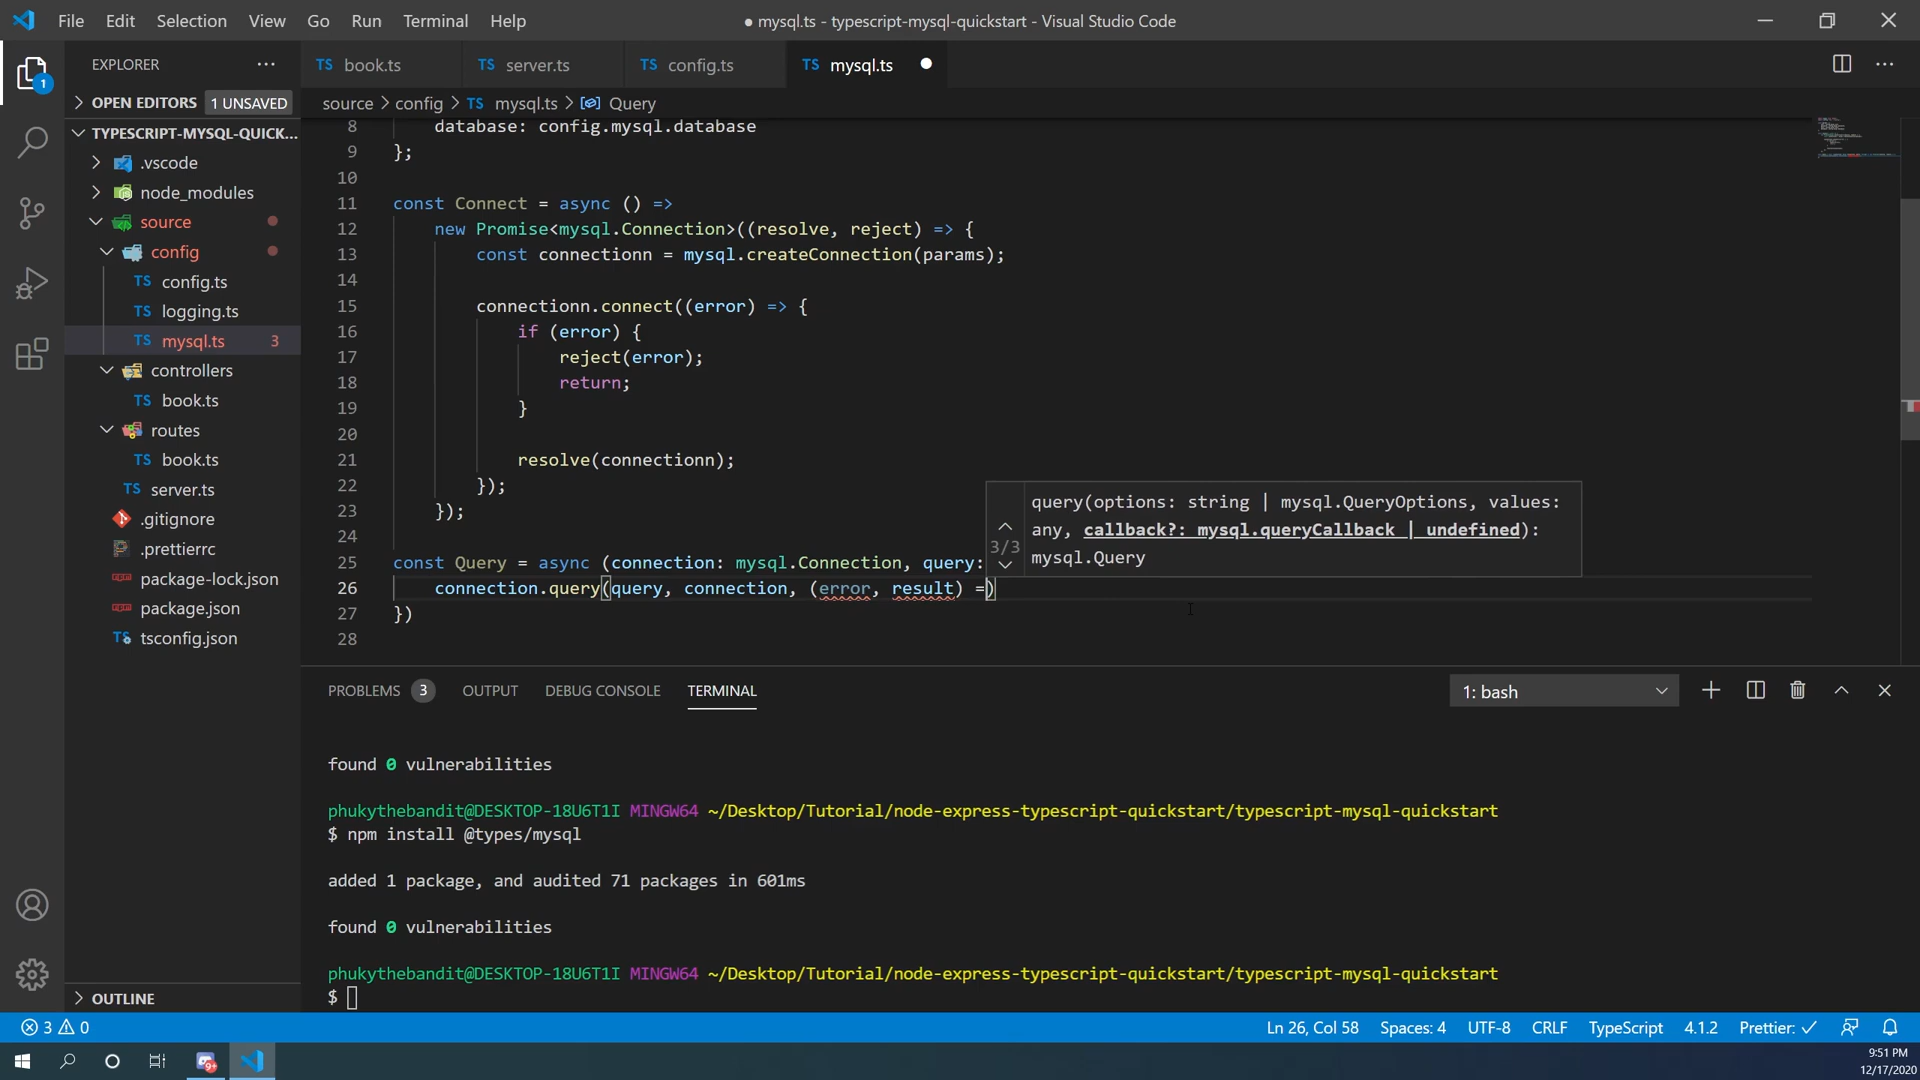 File Edit Selection View Go Run Terminal Help
● mysql.ts - typescript-mysql-quickstart - Visual Studio Code
EXPLORER
TS book.ts TS server.ts TS config.ts TS mysql.ts
OPEN EDITORS 1 UNSAVED
source > config > TS mysql.ts > Query
TYPESCRIPT-MYSQL-QUICK...
.vscode
node_modules
source
config
TS config.ts
TS logging.ts
TS mysql.ts 3
controllers
TS book.ts
routes
TS book.ts
TS server.ts
.gitignore
.prettierrc
package-lock.json
package.json
tsconfig.json
OUTLINE
8 database: config.mysql.database
9 };
10
11 const Connect = async () =>
12 new Promise<mysql.Connection>((resolve, reject) => {
13 const connectionn = mysql.createConnection(params);
14
15 connectionn.connect((error) => {
16 if (error) {
17 reject(error);
18 return;
19 }
20
21 resolve(connectionn);
22 });
23 });
24
25 const Query = async (connection: mysql.Connection, query:
26 connection.query(query, connection, (error, result) =)
27 })
28
query(options: string | mysql.QueryOptions, values:
3/3 any, callback?: mysql.queryCallback | undefined):
mysql.Query
PROBLEMS 3 OUTPUT DEBUG CONSOLE TERMINAL 1: bash
found 0 vulnerabilities
phukythebandit@DESKTOP-18U6T1I MINGW64 ~/Desktop/Tutorial/node-express-typescript-quickstart/typescript-mysql-quickstart
$ npm install @types/mysql
added 1 package, and audited 71 packages in 601ms
found 0 vulnerabilities
phukythebandit@DESKTOP-18U6T1I MINGW64 ~/Desktop/Tutorial/node-express-typescript-quickstart/typescript-mysql-quickstart
$
3 0 Ln 26, Col 58 Spaces: 4 UTF-8 CRLF TypeScript 4.1.2 Prettier: ✓
9:51 PM
12/17/2020